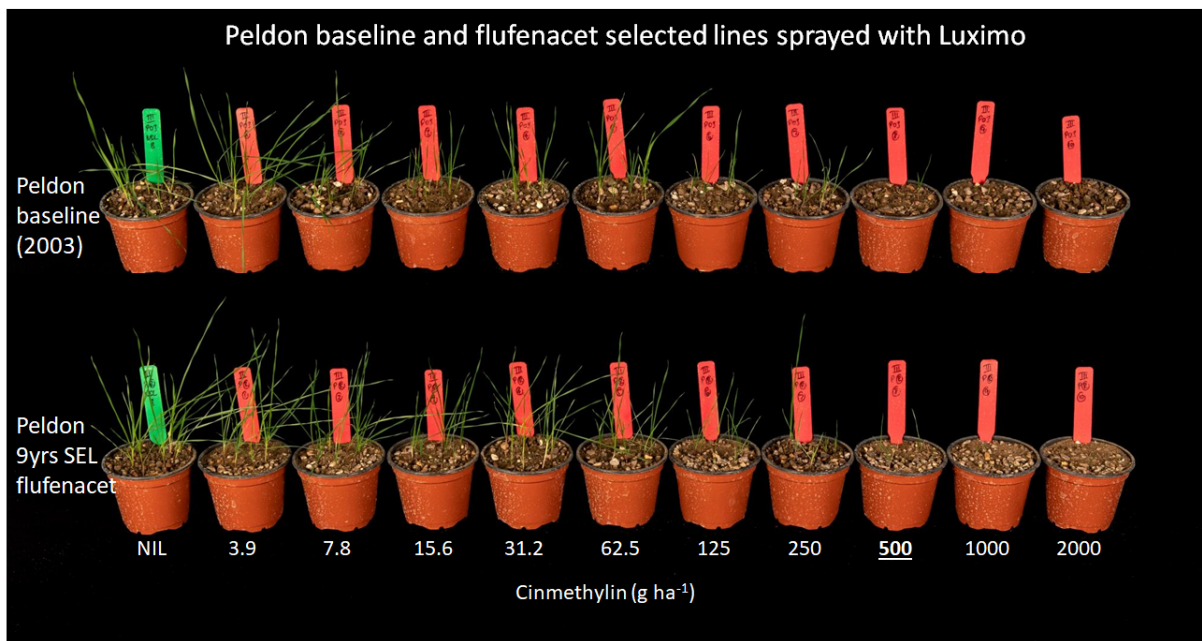 Peldon baseline and flufenacet selected lines sprayed with Luximo
Peldon
baseline
(2003)
Peldon
9yrs SEL
flufenacet
NIL 3.9 7.8 15.6 31.2 62.5 125 250 500 1000 2000
Cinmethylin (g ha⁻¹)